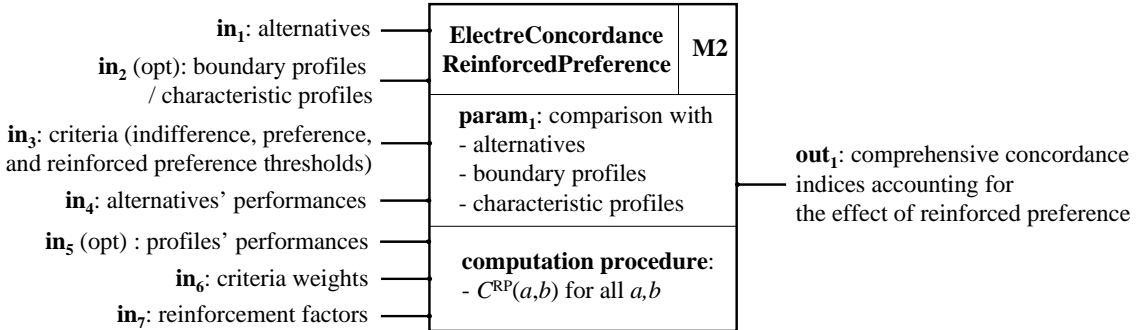 in1: alternatives
in2 (opt): boundary profiles
/ characteristic profiles
in3: criteria (indifference, preference,
and reinforced preference thresholds)
in4: alternatives’ performances
in5 (opt) : profiles’ performances
in6: criteria weights
in7: reinforcement factors
ElectreConcordance
ReinforcedPreference
M2
param1: comparison with
- alternatives
- boundary profiles
- characteristic profiles
computation procedure:
- CRP(a,b) for all a,b
out1: comprehensive concordance
indices accounting for
the effect of reinforced preference